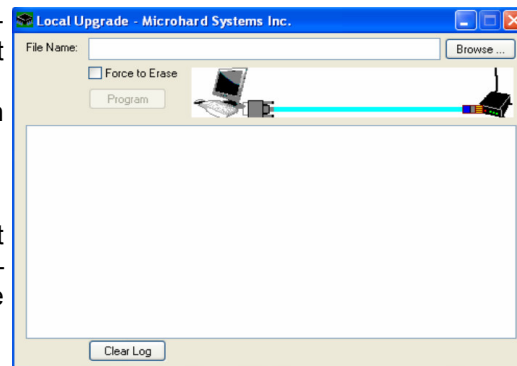 Local Upgrade - Microhard Systems Inc.
File Name:
Browse ...
Force to Erase
Program
Clear Log